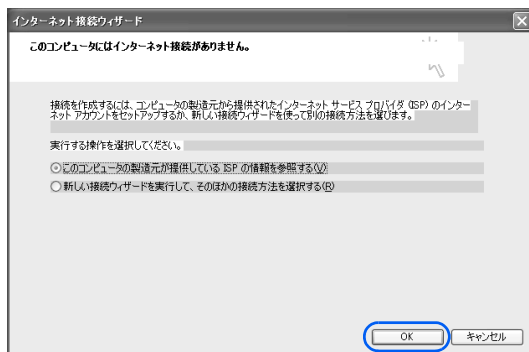 インターネット接続ウィザード
このコンピュータにはインターネット接続がありません。
接続を作成するには、コンピュータの製造元から提供されたインターネット サービス プロバイダ (ISP) のインター
ネット アカウントをセットアップするか、新しい接続ウィザードを使って別の接続方法を選びます。
実行する操作を選択してください。
このコンピュータの製造元が提供している ISP の情報を参照する(V)
新しい接続ウィザードを実行して、そのほかの接続方法を選択する(R)
OK
キャンセル